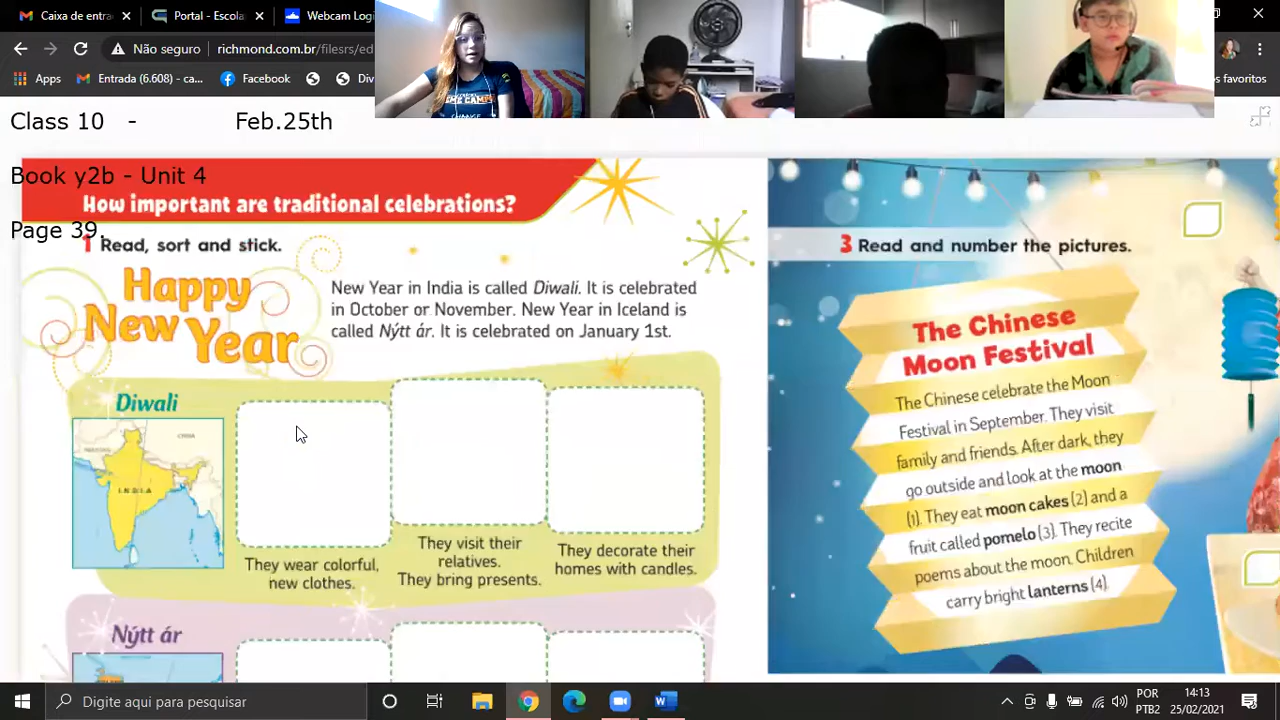 Caixa de entra
Portal - Escola
Webcam Logi
Não seguro
richmond.br/filesrs/ed
Apps
Entrada (6.608) - ca...
Facebook
Div
os favoritos
Class 10 - Feb.25th
Book y2b - Unit 4
Page 39.
How important are traditional celebrations?
1 Read, sort and stick.
Happy
New Year
New Year in India is called Diwali. It is celebrated
in October or November. New Year in Iceland is
called Nýtt ár. It is celebrated on January 1st.
Diwali
CHINA
INDIA
They wear colorful,
new clothes.
They visit their
relatives.
They bring presents.
They decorate their
homes with candles.
Nýtt ár
3 Read and number the pictures.
The Chinese
Moon Festival
The Chinese celebrate the Moon
Festival in September. They visit
family and friends. After dark, they
go outside and look at the moon
(1). They eat moon cakes (2) and a
fruit called pomelo (3). They recite
poems about the moon. Children
carry bright lanterns (4).
Digite aqui para pesquisar
POR
PTB2
14:13
25/02/2021